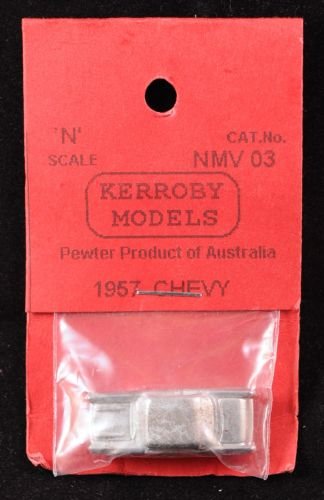 'N' CAT.No.
SCALE NMV 03
KERROBY
MODELS
Pewter Product of Australia
1957 CHEVY